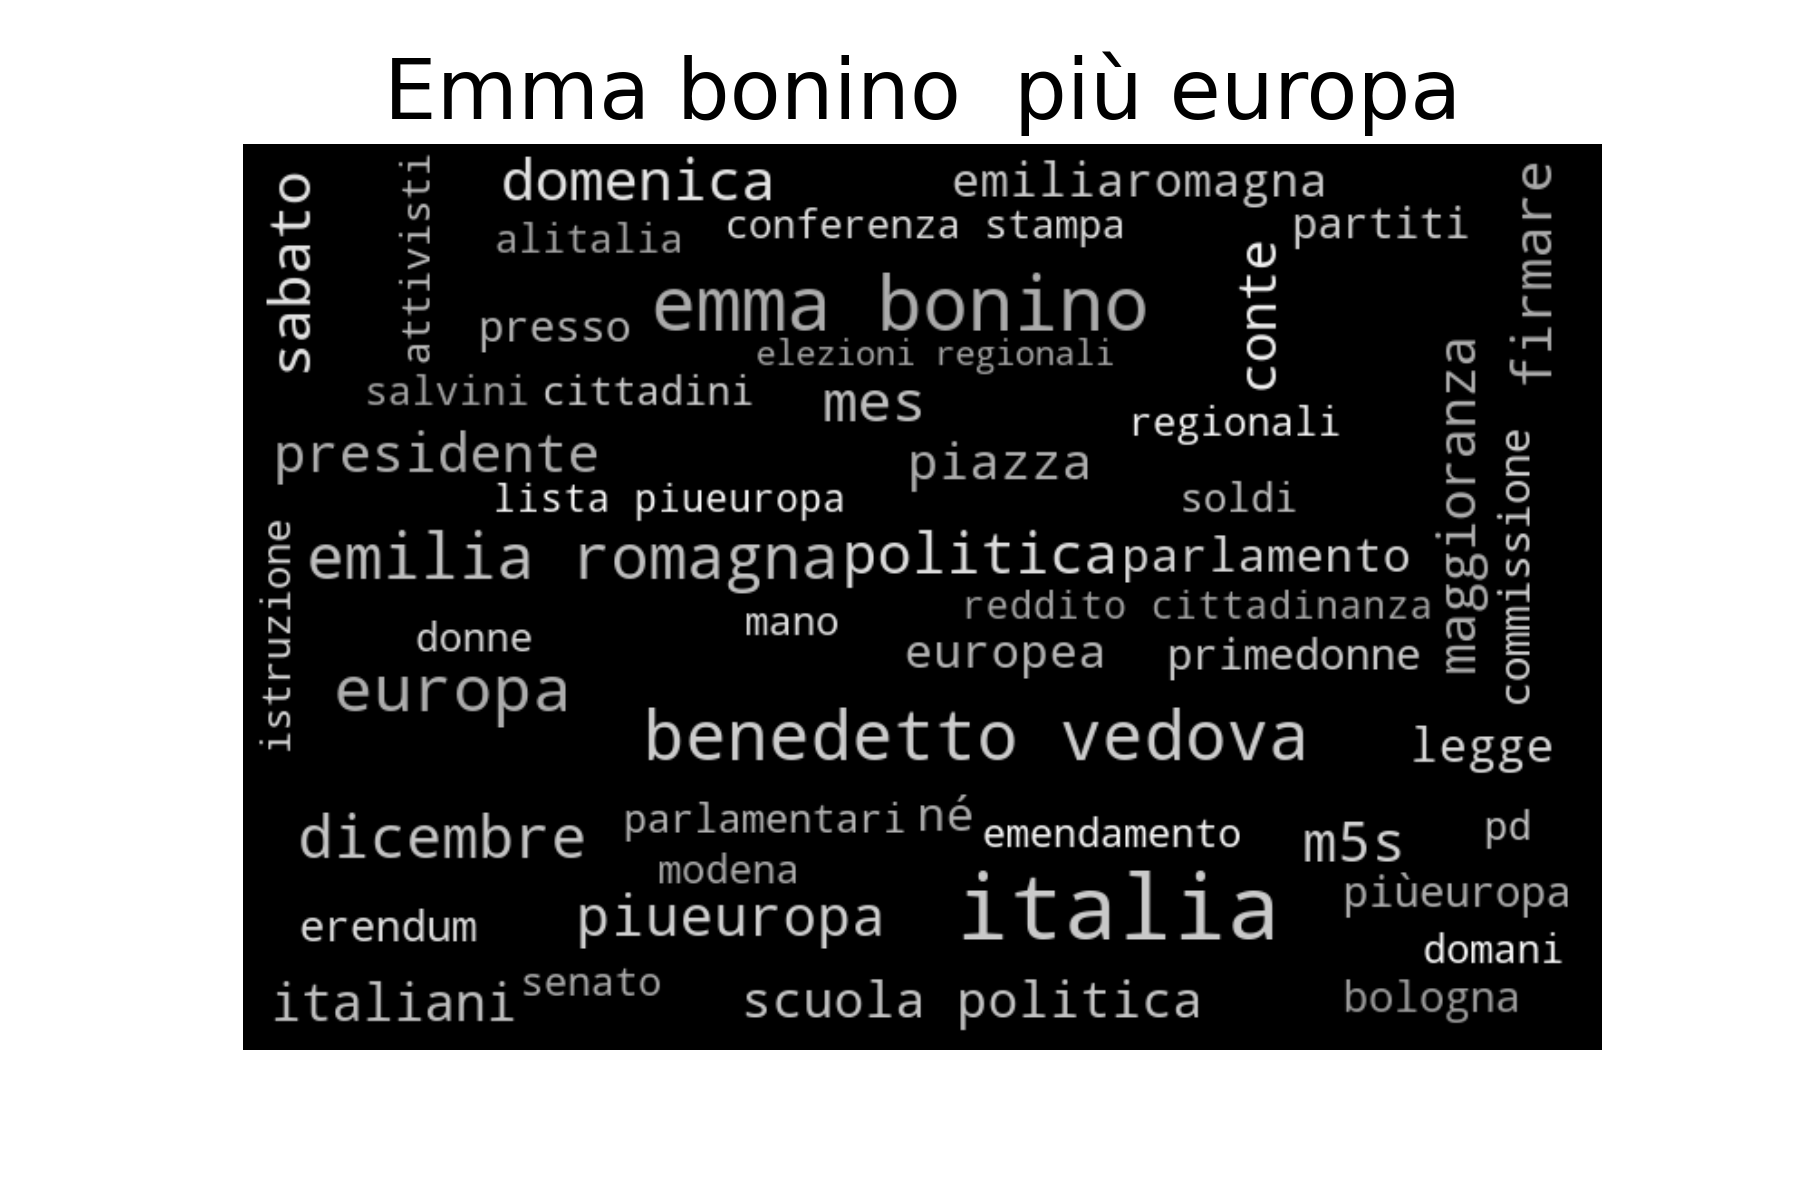 Emma bonino  più europa
sabato
attivisti
domenica
emiliaromagna
firmare
alitalia
conferenza stampa
partiti
conte
presso
emma bonino
elezioni regionali
salvini
cittadini
mes
regionali
maggioranza
presidente
piazza
commissione
lista piueuropa
soldi
istruzione
emilia romagna
politica
parlamento
reddito cittadinanza
mano
donne
europea
primedonne
europa
benedetto vedova
legge
dicembre
parlamentari
né
emendamento
m5s
pd
modena
piùeuropa
erendum
piueuropa
italia
domani
italiani
senato
scuola politica
bologna